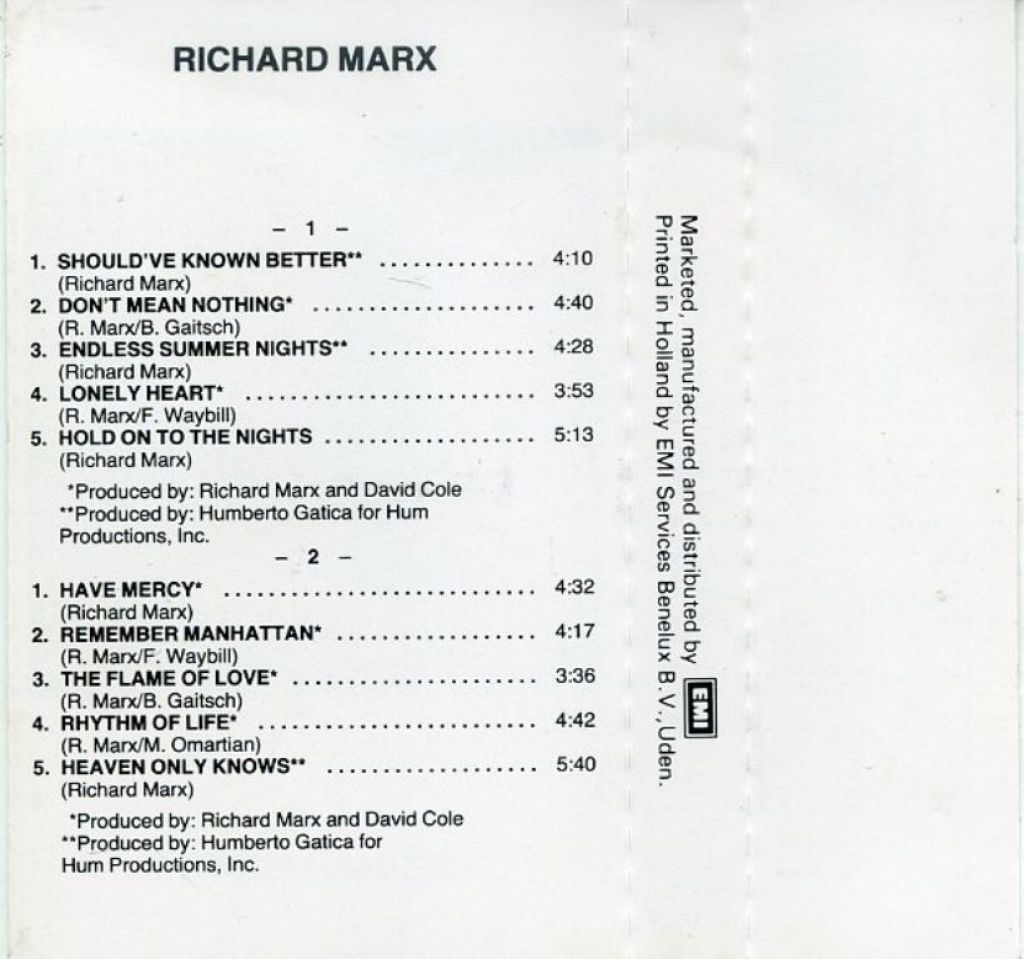 RICHARD MARX
– 1 –
1. SHOULD'VE KNOWN BETTER** .............. 4:10
(Richard Marx)
2. DON'T MEAN NOTHING* .................... 4:40
(R. Marx/B. Gaitsch)
3. ENDLESS SUMMER NIGHTS** ............... 4:28
(Richard Marx)
4. LONELY HEART* .......................... 3:53
(R. Marx/F. Waybill)
5. HOLD ON TO THE NIGHTS ................... 5:13
(Richard Marx)
*Produced by: Richard Marx and David Cole
**Produced by: Humberto Gatica for Hum
Productions, Inc.
– 2 –
1. HAVE MERCY* ............................ 4:32
(Richard Marx)
2. REMEMBER MANHATTAN* .................. 4:17
(R. Marx/F. Waybill)
3. THE FLAME OF LOVE* ...................... 3:36
(R. Marx/B. Gaitsch)
4. RHYTHM OF LIFE* ......................... 4:42
(R. Marx/M. Omartian)
5. HEAVEN ONLY KNOWS** ................... 5:40
(Richard Marx)
*Produced by: Richard Marx and David Cole
**Produced by: Humberto Gatica for
Hum Productions, Inc.
Marketed, manufactured and distributed by EMI
Printed in Holland by EMI Services Benelux B.V., Uden.